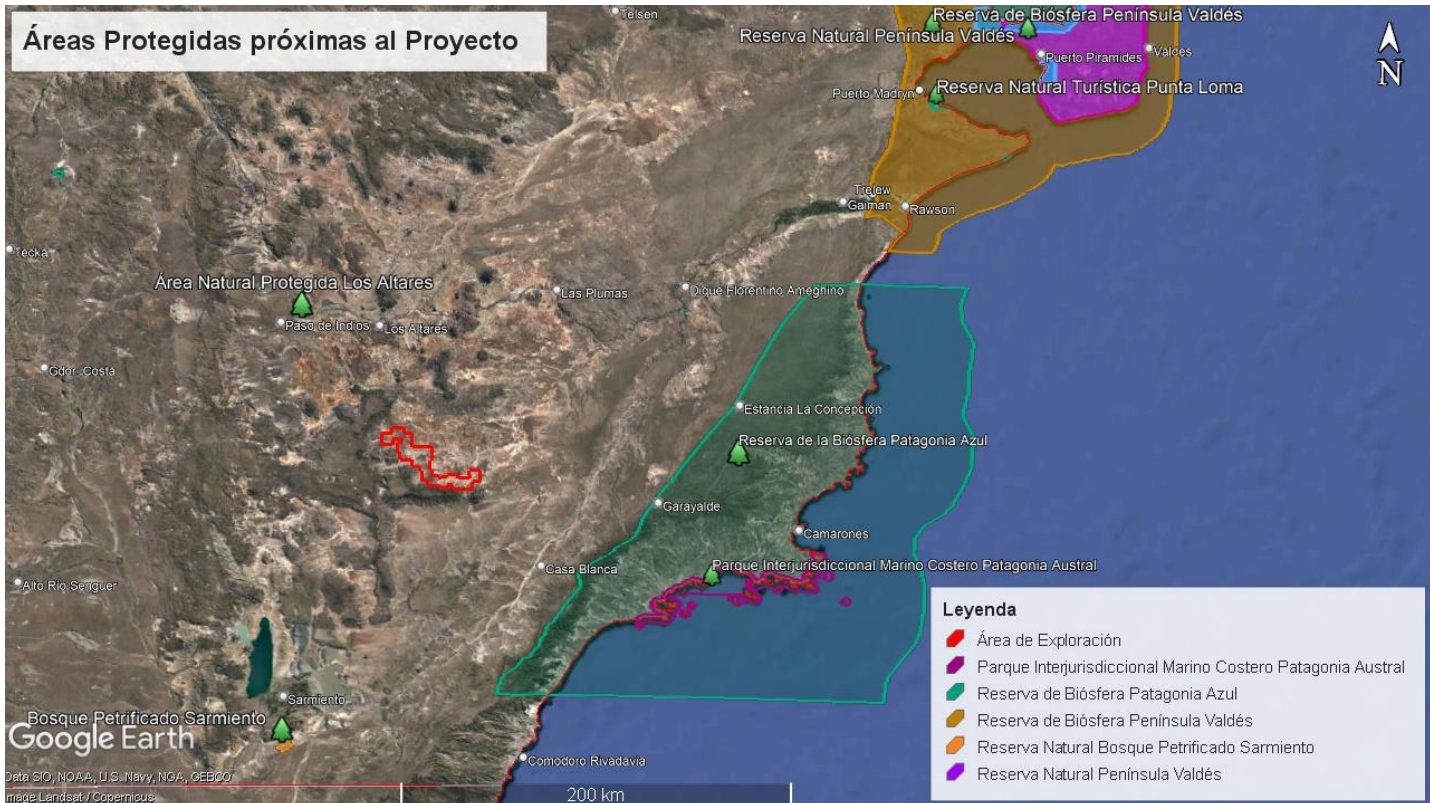 Áreas Protegidas próximas al Proyecto
Telsen
Reserva de Biósfera Península Valdés
Reserva Natural Península Valdés
Puerto Piramides
Valdes
N
Puerto Madryn
Reserva Natural Turística Punta Loma
Trelew
Gaiman
Rawson
Tecka
Área Natural Protegida Los Altares
Las Plumas
Dique Florentino Ameghino
Paso de Indios
Los Altares
Gdor. Costa
Estancia La Concepción
Reserva de la Biósfera Patagonia Azul
Garayalde
Camarones
Casa Blanca
Parque Interjurisdiccional Marino Costero Patagonia Austral
Alto Rio Senguer
Sarmiento
Bosque Petrificado Sarmiento
Google Earth
Comodoro Rivadavia
Data SIO, NOAA, U.S. Navy, NGA, GEBCO
Image Landsat / Copernicus
200 km
Leyenda
Área de Exploración
Parque Interjurisdiccional Marino Costero Patagonia Austral
Reserva de Biósfera Patagonia Azul
Reserva de Biósfera Península Valdés
Reserva Natural Bosque Petrificado Sarmiento
Reserva Natural Península Valdés